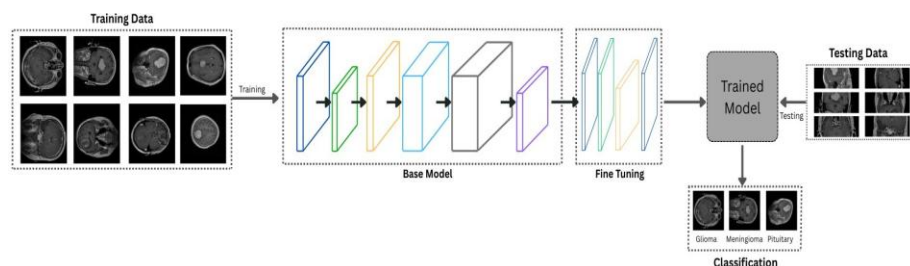 Training Data
Training
Base Model
Fine Tuning
Trained
Model
Testing Data
Testing
Glioma
Meningioma
Pituitary
Classification